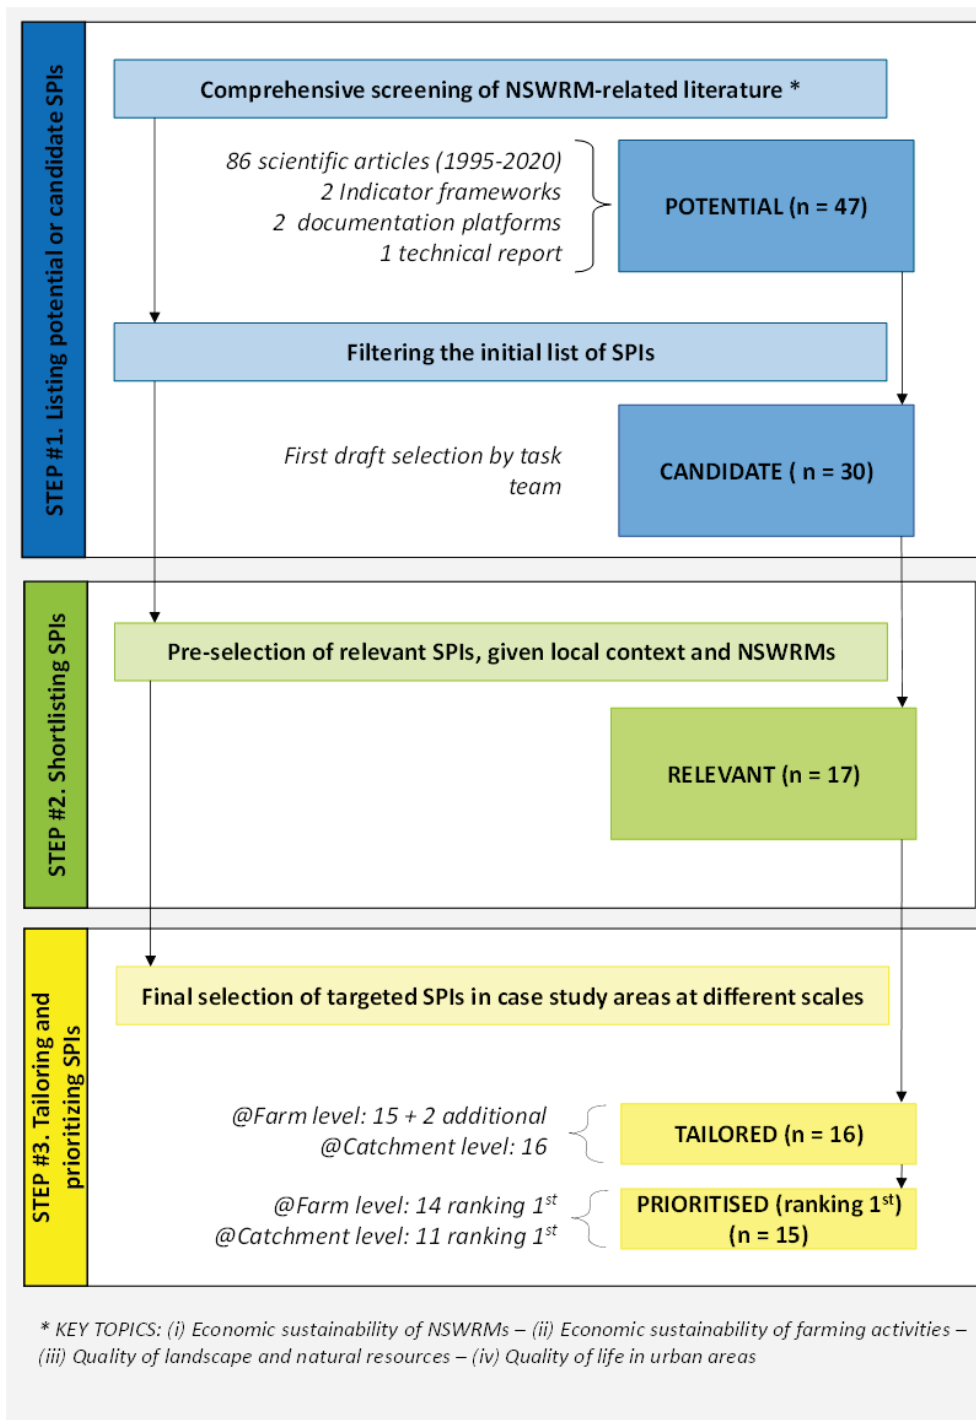 STEP #1. Listing potential or candidate SPIs
Comprehensive screening of NSWRM-related literature *
86 scientific articles (1995-2020)
2 Indicator frameworks
2 documentation platforms
1 technical report
POTENTIAL (n = 47)
Filtering the initial list of SPIs
First draft selection by task
team
CANDIDATE ( n = 30)
STEP #2. Shortlisting SPIs
Pre-selection of relevant SPIs, given local context and NSWRMs
RELEVANT (n = 17)
STEP #3. Tailoring and
prioritizing SPIs
Final selection of targeted SPIs in case study areas at different scales
@Farm level: 15 + 2 additional
@Catchment level: 16
TAILORED (n = 16)
@Farm level: 14 ranking 1st
@Catchment level: 11 ranking 1st
PRIORITISED (ranking 1st)
(n = 15)
* KEY TOPICS: (i) Economic sustainability of NSWRMs – (ii) Economic sustainability of farming activities –
(iii) Quality of landscape and natural resources – (iv) Quality of life in urban areas